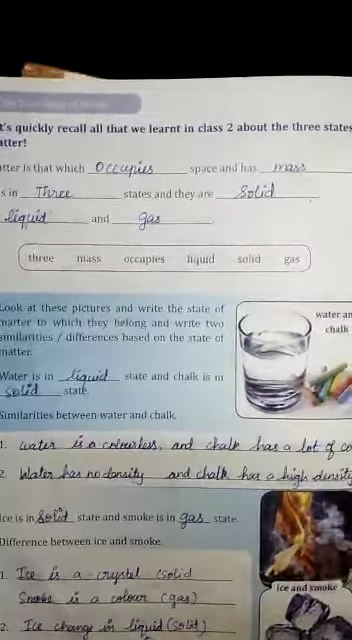 t's quickly recall all that we learnt in class 2 about the three states
atter!
atter is that which Occupies space and has mass
s in Three states and they are Solid
liquid and gas.
three mass occupies liquid solid gas
Look at these pictures and write the state of
matter to which they belong and write two
similarities / differences based on the state of
matter.
water an
chalk
Water is in liquid state and chalk is in
solid state.
Similarities between water and chalk.
1. water is a colourless, and chalk has a lot of co
2. Water has no density and chalk has a high density
Ice is in Solid state and smoke is in gas state.
Difference between ice and smoke.
1. Ice is a crystal (solid
Smoke is a colour (gas)
Ice and smoke
2. Ice change in liquid (solid)